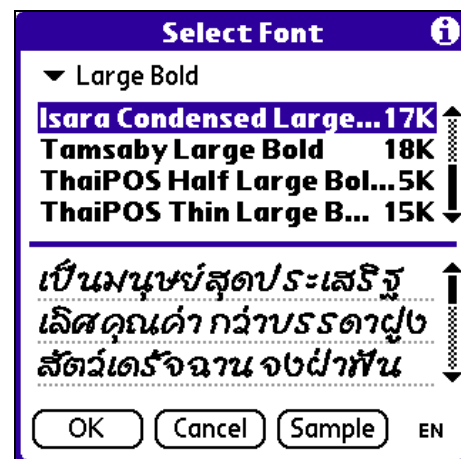 Select Font
Large Bold
Isara Condensed Large...17K
Tamsaby Large Bold 18K
ThaiPOS Half Large Bol...5K
ThaiPOS Thin Large B... 15K
เป็นมนุษย์สุดประเสริฐ
เลิศคุณค่า กว่าบรรดาฝูง
สัตว์เดรัจฉาน จงฝ่าฟัน
OK Cancel Sample EN